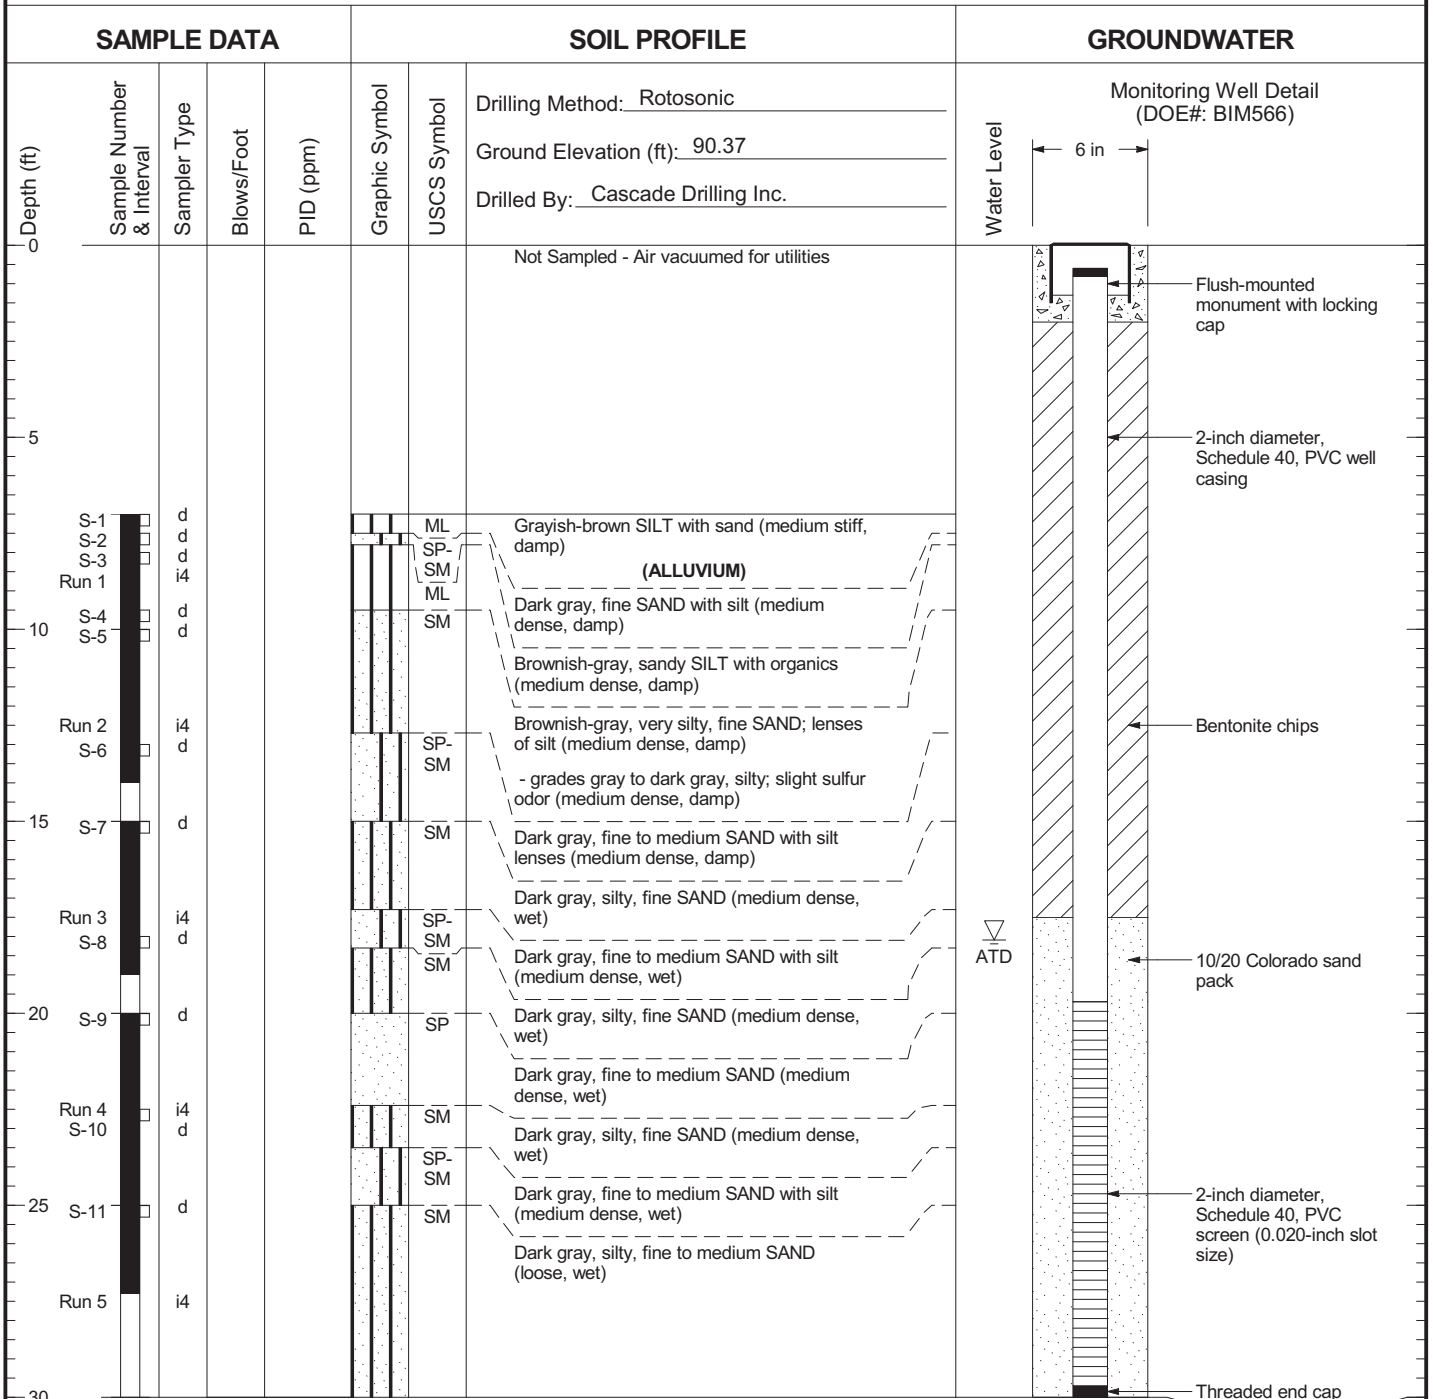 SAMPLE DATA
SOIL PROFILE
GROUNDWATER
Depth (ft)
Sample Number
& Interval
Sampler Type
Blows/Foot
PID (ppm)
Graphic Symbol
USCS Symbol
Drilling Method: Rotosonic
Ground Elevation (ft): 90.37
Drilled By: Cascade Drilling Inc.
Water Level
Monitoring Well Detail
(DOE#: BIM566)
6 in
0
5
10
15
20
25
30
S-1 d
S-2 d
S-3 d
Run 1 i4
S-4 d
S-5 d
Run 2 i4
S-6 d
S-7 d
Run 3 i4
S-8 d
S-9 d
Run 4 i4
S-10 d
S-11 d
Run 5 i4
ML
SP-
SM
ML
SM
SP-
SM
SM
SP-
SM
SM
SP
SM
SP-
SM
SM
Not Sampled - Air vacuumed for utilities
Grayish-brown SILT with sand (medium stiff,
damp)
(ALLUVIUM)
Dark gray, fine SAND with silt (medium
dense, damp)
Brownish-gray, sandy SILT with organics
(medium dense, damp)
Brownish-gray, very silty, fine SAND; lenses
of silt (medium dense, damp)
- grades gray to dark gray, silty; slight sulfur
odor (medium dense, damp)
Dark gray, fine to medium SAND with silt
lenses (medium dense, damp)
Dark gray, silty, fine SAND (medium dense,
wet)
Dark gray, fine to medium SAND with silt
(medium dense, wet)
Dark gray, silty, fine SAND (medium dense,
wet)
Dark gray, fine to medium SAND (medium
dense, wet)
Dark gray, silty, fine SAND (medium dense,
wet)
Dark gray, fine to medium SAND with silt
(medium dense, wet)
Dark gray, silty, fine to medium SAND
(loose, wet)
ATD
Flush-mounted
monument with locking
cap
2-inch diameter,
Schedule 40, PVC well
casing
Bentonite chips
10/20 Colorado sand
pack
2-inch diameter,
Schedule 40, PVC
screen (0.020-inch slot
size)
Threaded end cap